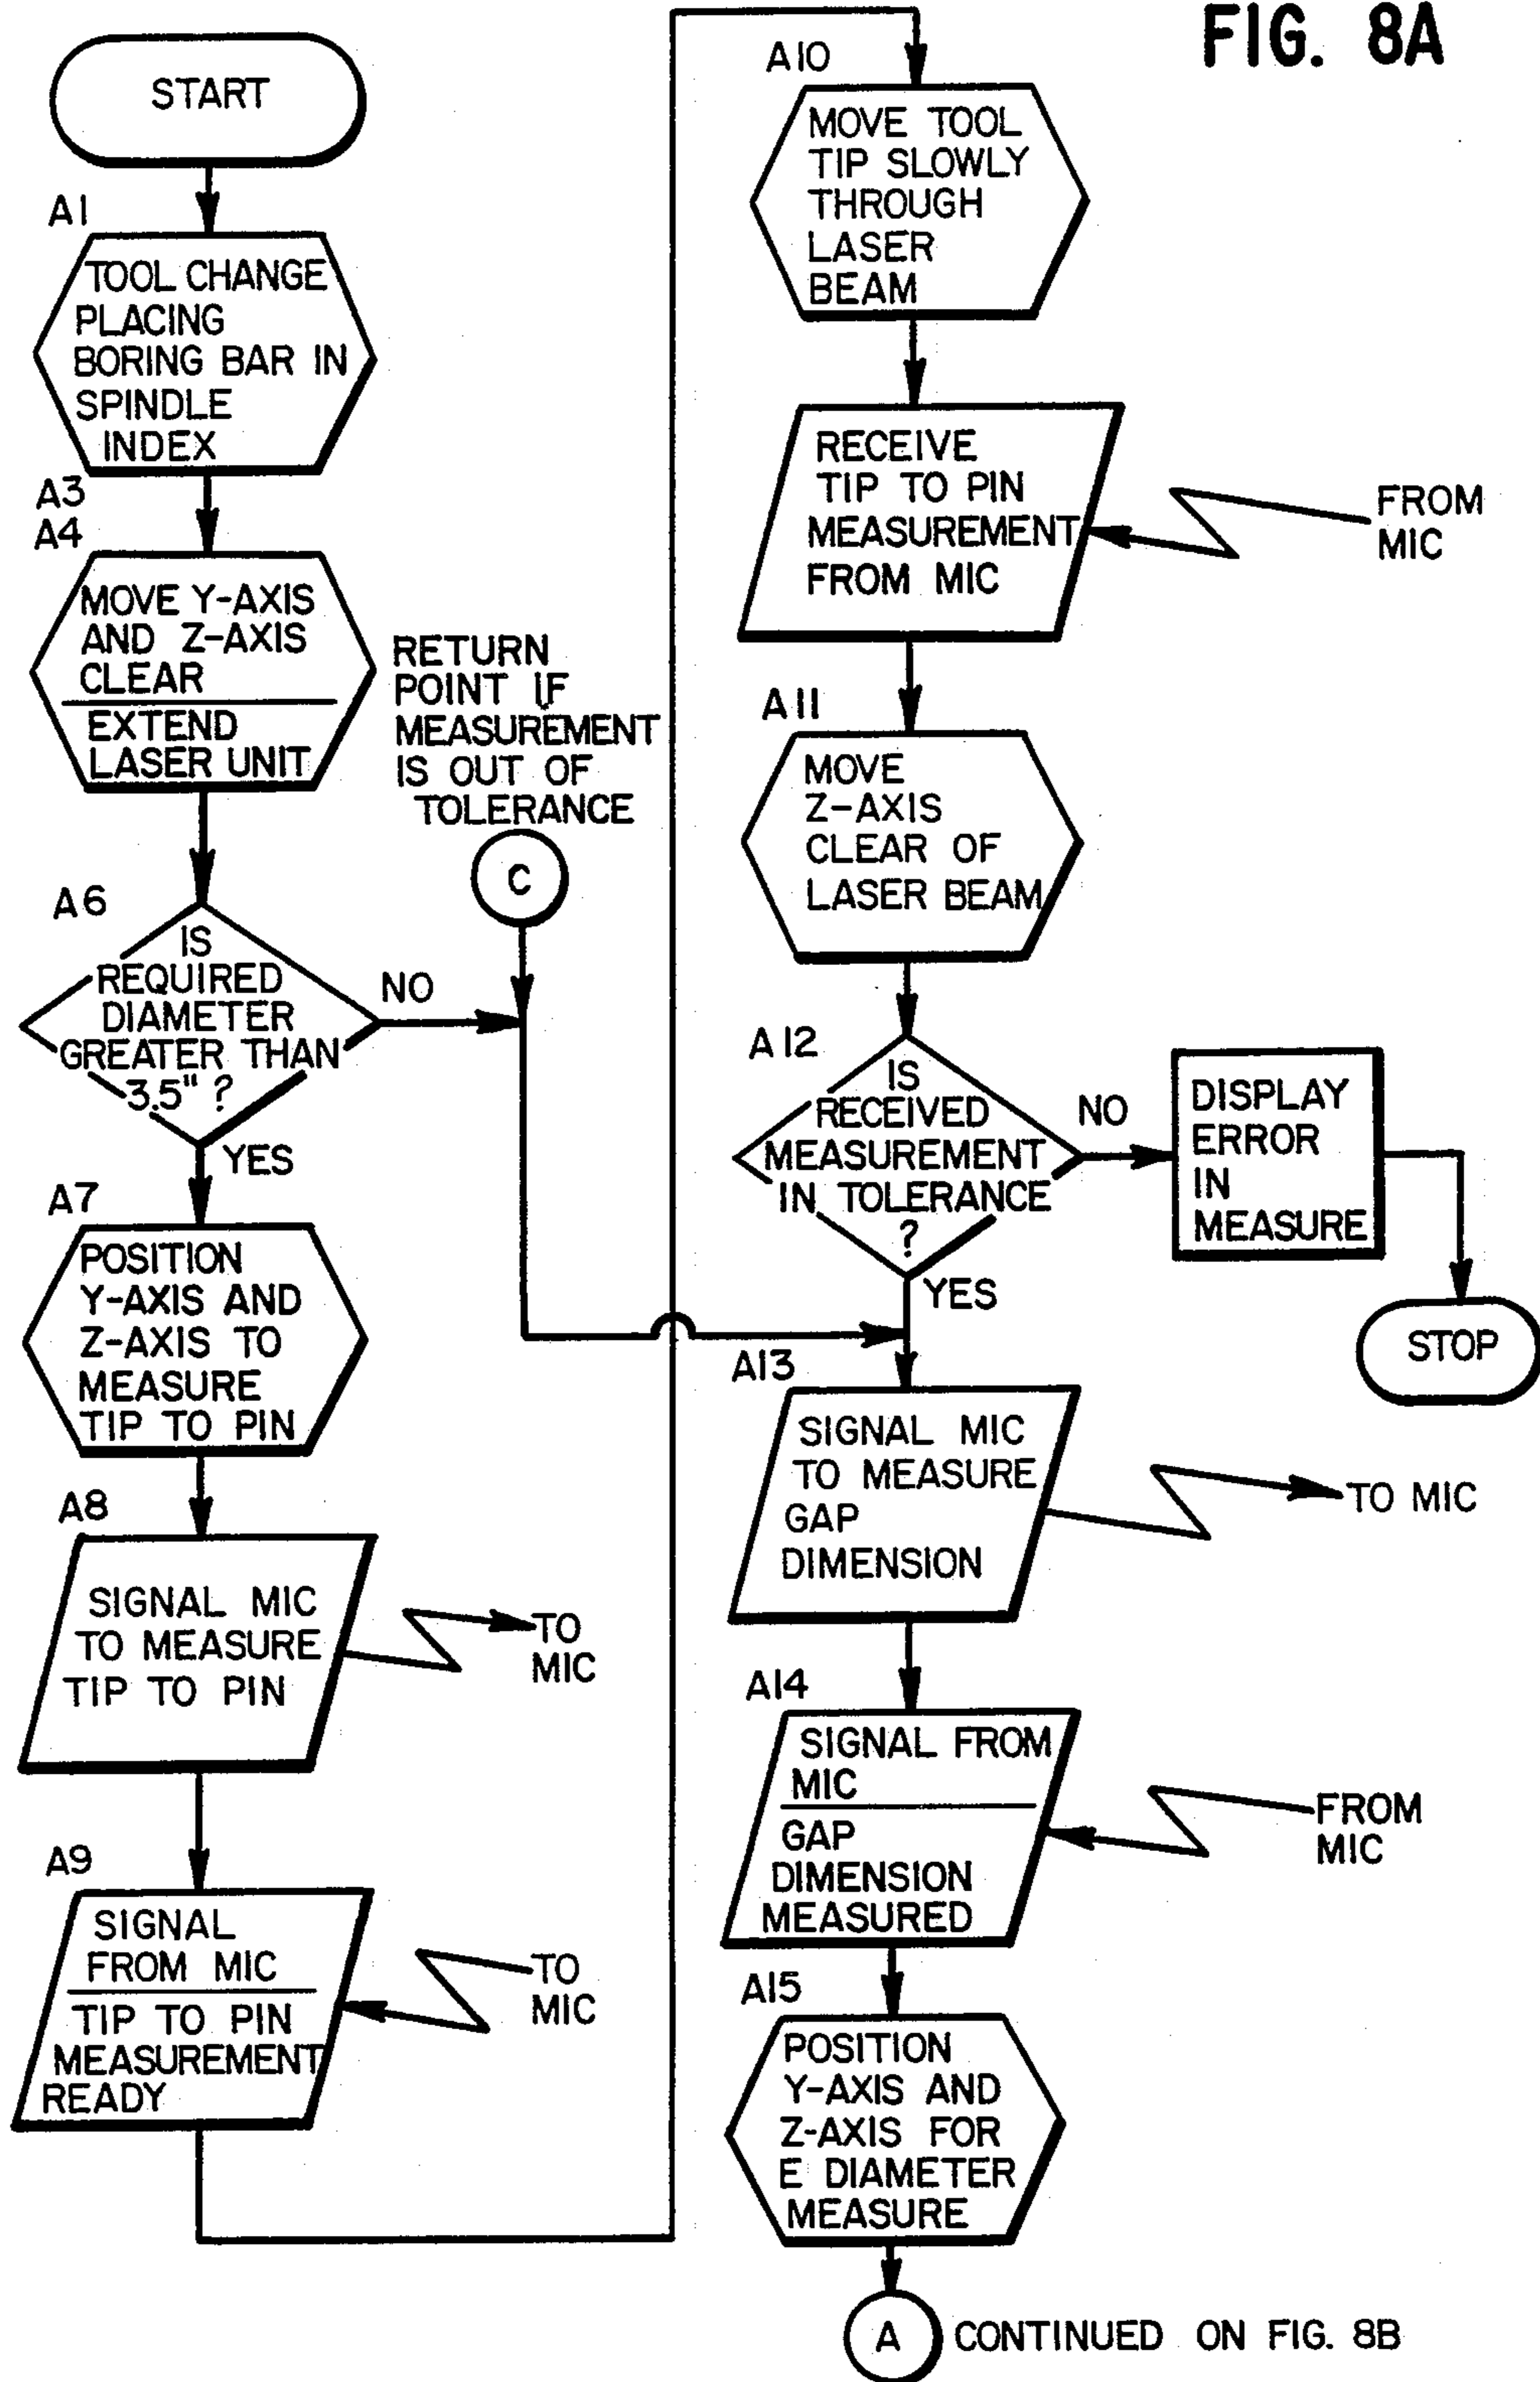 FIG. 8A
START
A1
TOOL CHANGE
PLACING
BORING BAR IN
SPINDLE
INDEX
A3
A4
MOVE Y-AXIS
AND Z-AXIS
CLEAR
EXTEND
LASER UNIT
RETURN
POINT IF
MEASUREMENT
IS OUT OF
TOLERANCE
C
A6
IS
REQUIRED
DIAMETER
GREATER THAN
3.5" ?
NO
YES
A7
POSITION
Y-AXIS AND
Z-AXIS TO
MEASURE
TIP TO PIN
A8
SIGNAL MIC
TO MEASURE
TIP TO PIN
TO
MIC
A9
SIGNAL
FROM MIC
TIP TO PIN
MEASUREMENT
READY
TO
MIC
A10
MOVE TOOL
TIP SLOWLY
THROUGH
LASER
BEAM
RECEIVE
TIP TO PIN
MEASUREMENT
FROM MIC
FROM
MIC
A11
MOVE
Z-AXIS
CLEAR OF
LASER BEAM
A12
IS
RECEIVED
MEASUREMENT
IN TOLERANCE
?
NO
DISPLAY
ERROR
IN
MEASURE
STOP
YES
A13
SIGNAL MIC
TO MEASURE
GAP
DIMENSION
TO MIC
A14
SIGNAL FROM
MIC
GAP
DIMENSION
MEASURED
FROM
MIC
A15
POSITION
Y-AXIS AND
Z-AXIS FOR
E DIAMETER
MEASURE
A CONTINUED ON FIG. 8B